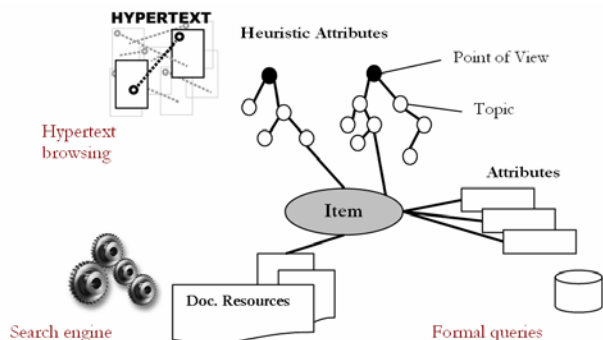 HYPERTEXT
Heuristic Attributes
Point of View
Topic
Hypertext
browsing
Attributes
Item
Doc. Resources
Search engine
Formal queries